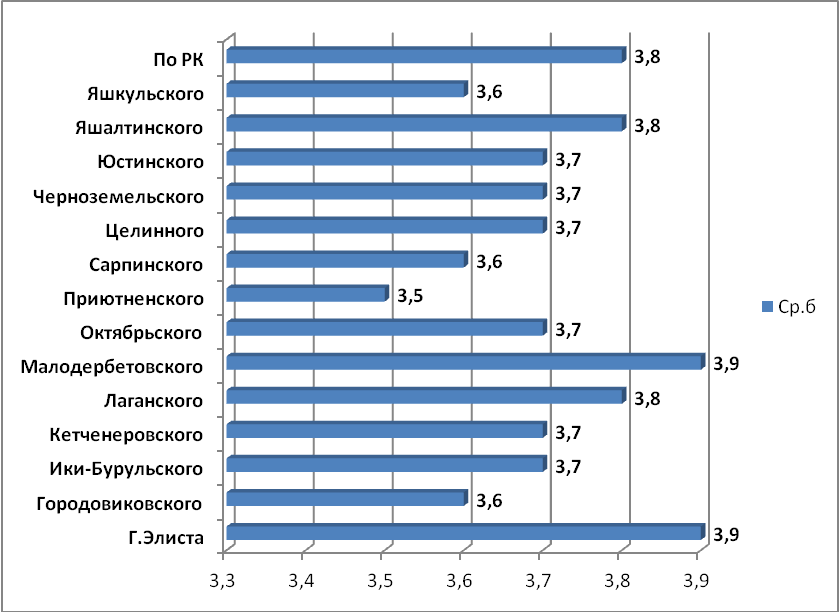 По РК 3,8
Яшкульского 3,6
Яшалтинского 3,8
Юстинского 3,7
Черноземельского 3,7
Целинного 3,7
Сарпинского 3,6
Приютненского 3,5
Октябрьского 3,7
Малодербетовского 3,9
Лаганского 3,8
Кетченеровского 3,7
Ики-Бурульского 3,7
Городовиковского 3,6
Г.Элиста 3,9
3,3 3,4 3,5 3,6 3,7 3,8 3,9
Ср.б